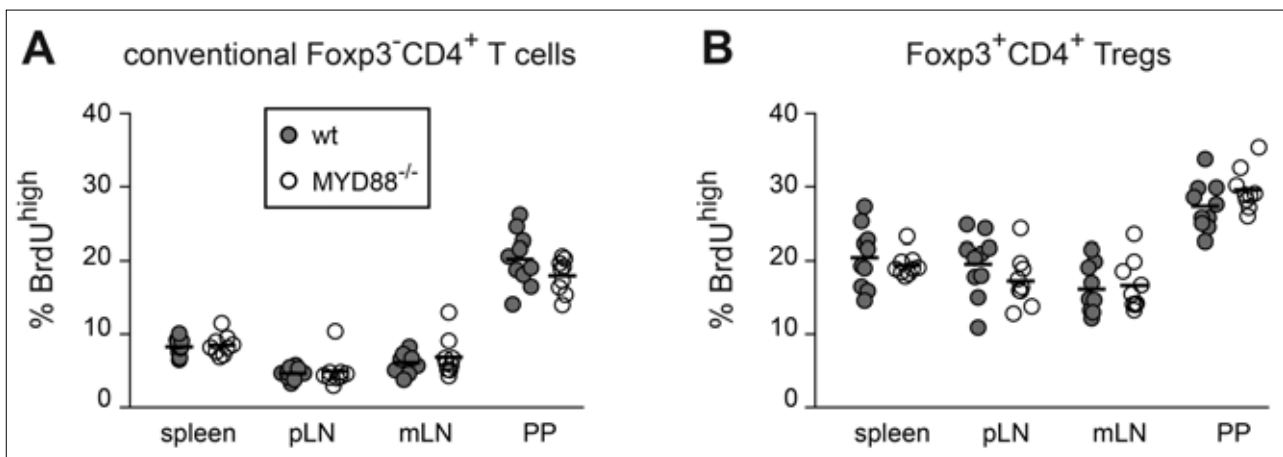 A conventional Foxp3⁻CD4⁺ T cells
% BrdU^high
40
30
20
10
0
wt
MYD88⁻/⁻
spleen pLN mLN PP
B Foxp3⁺CD4⁺ Tregs
% BrdU^high
40
30
20
10
0
spleen pLN mLN PP